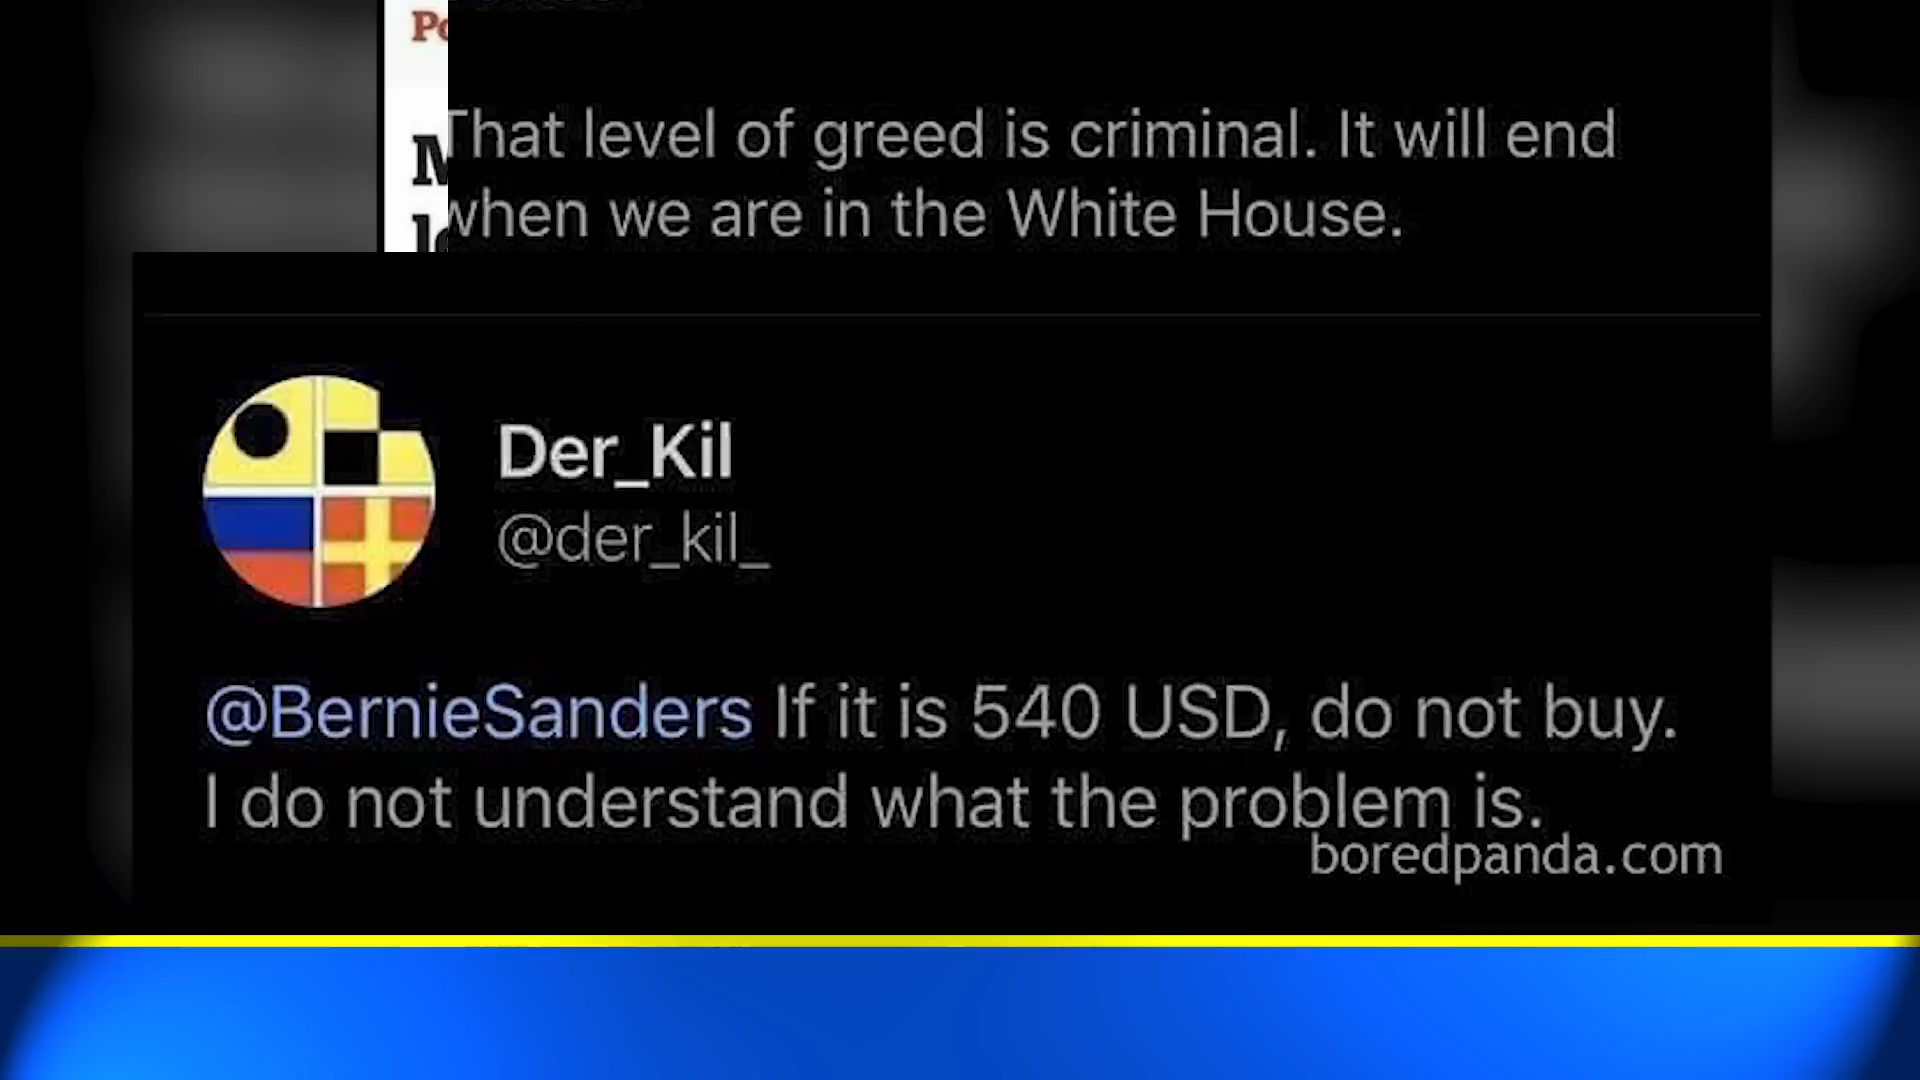 That level of greed is criminal. It will end
when we are in the White House.
Der_Kil
@der_kil_
@BernieSanders If it is 540 USD, do not buy.
I do not understand what the problem is.
boredpanda.com